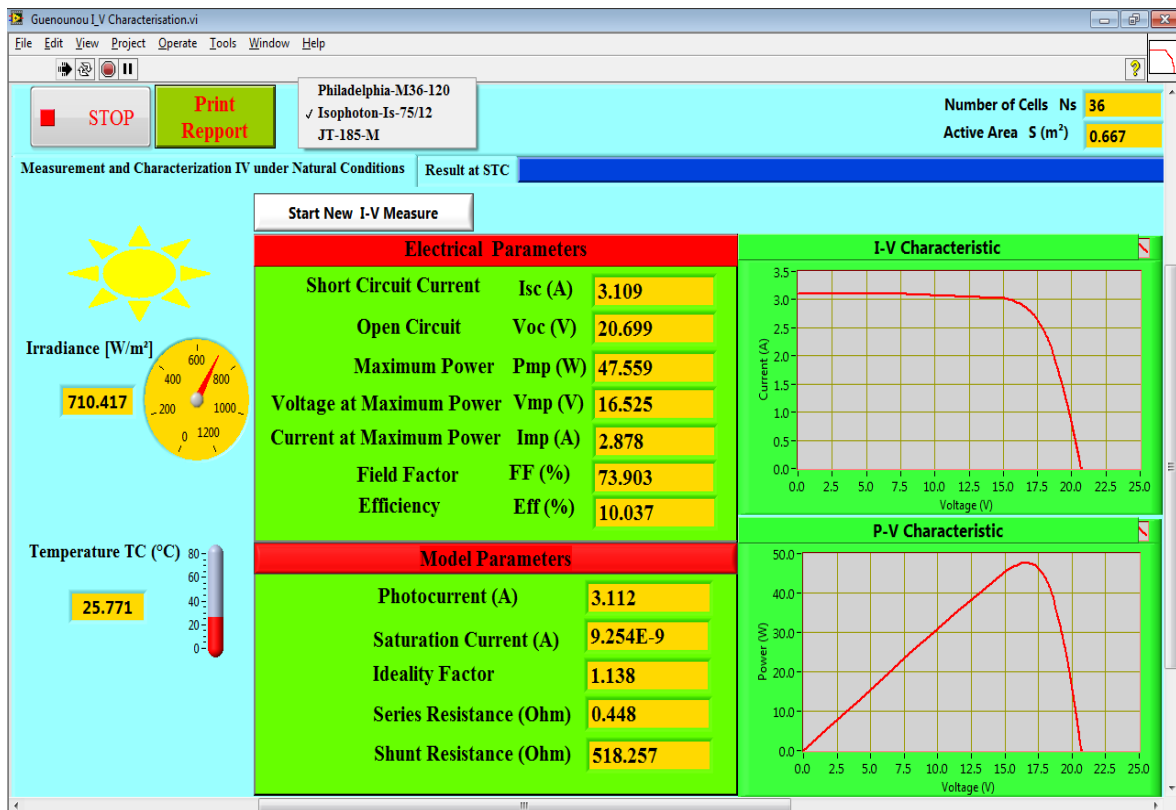 Guenounou I_V Characterisation.vi
File Edit View Project Operate Tools Window Help
STOP
Print
Repport
Philadelphia-M36-120
✓ Isophoton-Is-75/12
JT-185-M
Number of Cells Ns 36
Active Area S (m²) 0.667
Measurement and Characterization IV under Natural Conditions Result at STC
Start New I-V Measure
Irradiance [W/m²]
710.417
0 200 400 600 800 1000 1200
Temperature TC (°C)
25.771
80
60
40
20
0
Electrical Parameters
Short Circuit Current Isc (A) 3.109
Open Circuit Voc (V) 20.699
Maximum Power Pmp (W) 47.559
Voltage at Maximum Power Vmp (V) 16.525
Current at Maximum Power Imp (A) 2.878
Field Factor FF (%) 73.903
Efficiency Eff (%) 10.037
Model Parameters
Photocurrent (A) 3.112
Saturation Current (A) 9.254E-9
Ideality Factor 1.138
Series Resistance (Ohm) 0.448
Shunt Resistance (Ohm) 518.257
I-V Characteristic
Current (A)
3.5
3.0
2.5
2.0
1.5
1.0
0.5
0.0
0.0 2.5 5.0 7.5 10.0 12.5 15.0 17.5 20.0 22.5 25.0
Voltage (V)
P-V Characteristic
Power (W)
50.0
40.0
30.0
20.0
10.0
0.0
0.0 2.5 5.0 7.5 10.0 12.5 15.0 17.5 20.0 22.5 25.0
Voltage (V)